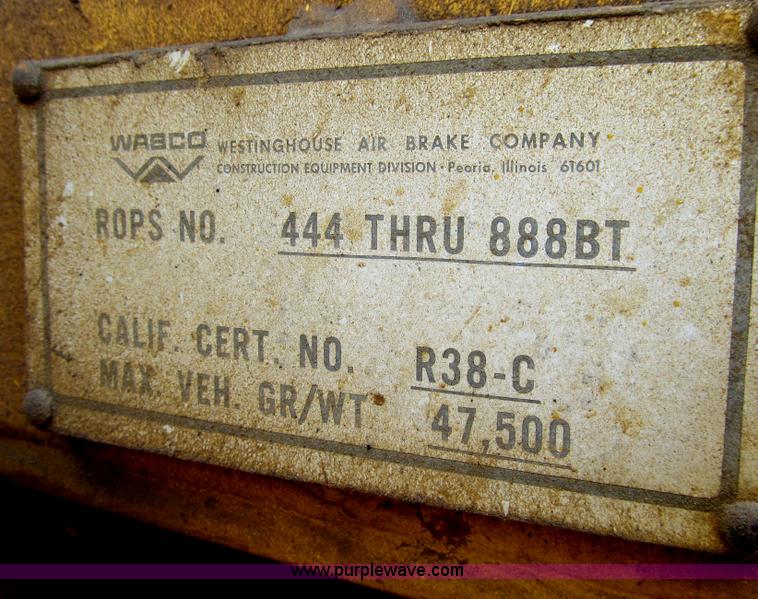 WABCO WESTINGHOUSE AIR BRAKE COMPANY
CONSTRUCTION EQUIPMENT DIVISION · Peoria, Illinois 61601
ROPS NO. 444 THRU 888BT
CALIF. CERT. NO. R38-C
MAX. VEH. GR/WT 47,500
www.purplewave.com